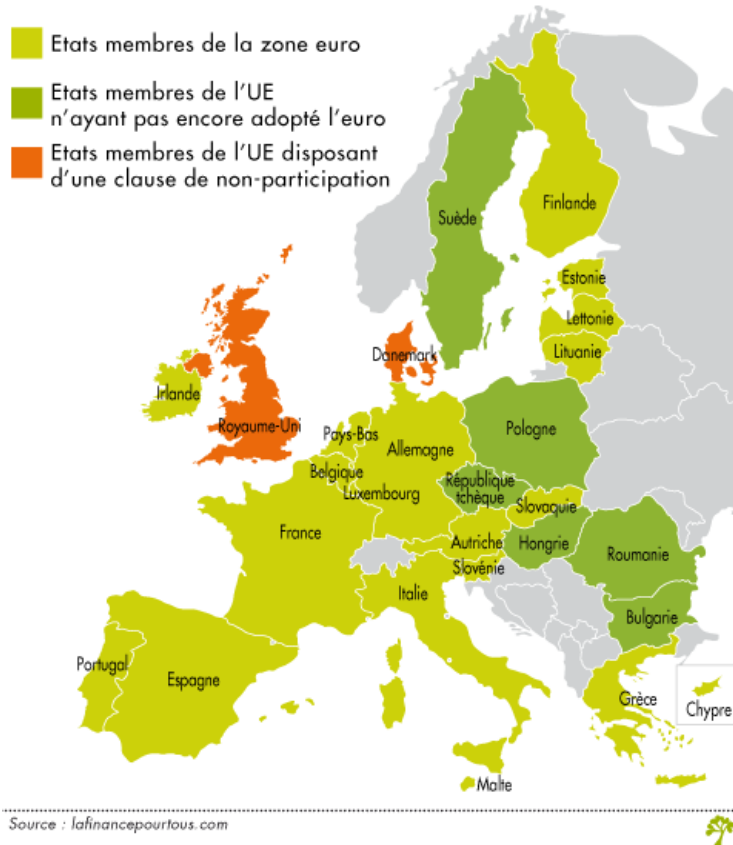 Etats membres de la zone euro
Etats membres de l'UE
n'ayant pas encore adopté l'euro
Etats membres de l'UE disposant
d'une clause de non-participation
Suède
Finlande
Estonie
Lettonie
Lituanie
Danemark
Irlande
Royaume-Uni
Pays-Bas
Allemagne
Pologne
Belgique
République
tchèque
Luxembourg
Slovaquie
France
Autriche
Hongrie
Roumanie
Slovénie
Italie
Bulgarie
Portugal
Espagne
Grèce
Chypre
Malte
Source : lafinancepourtous.com